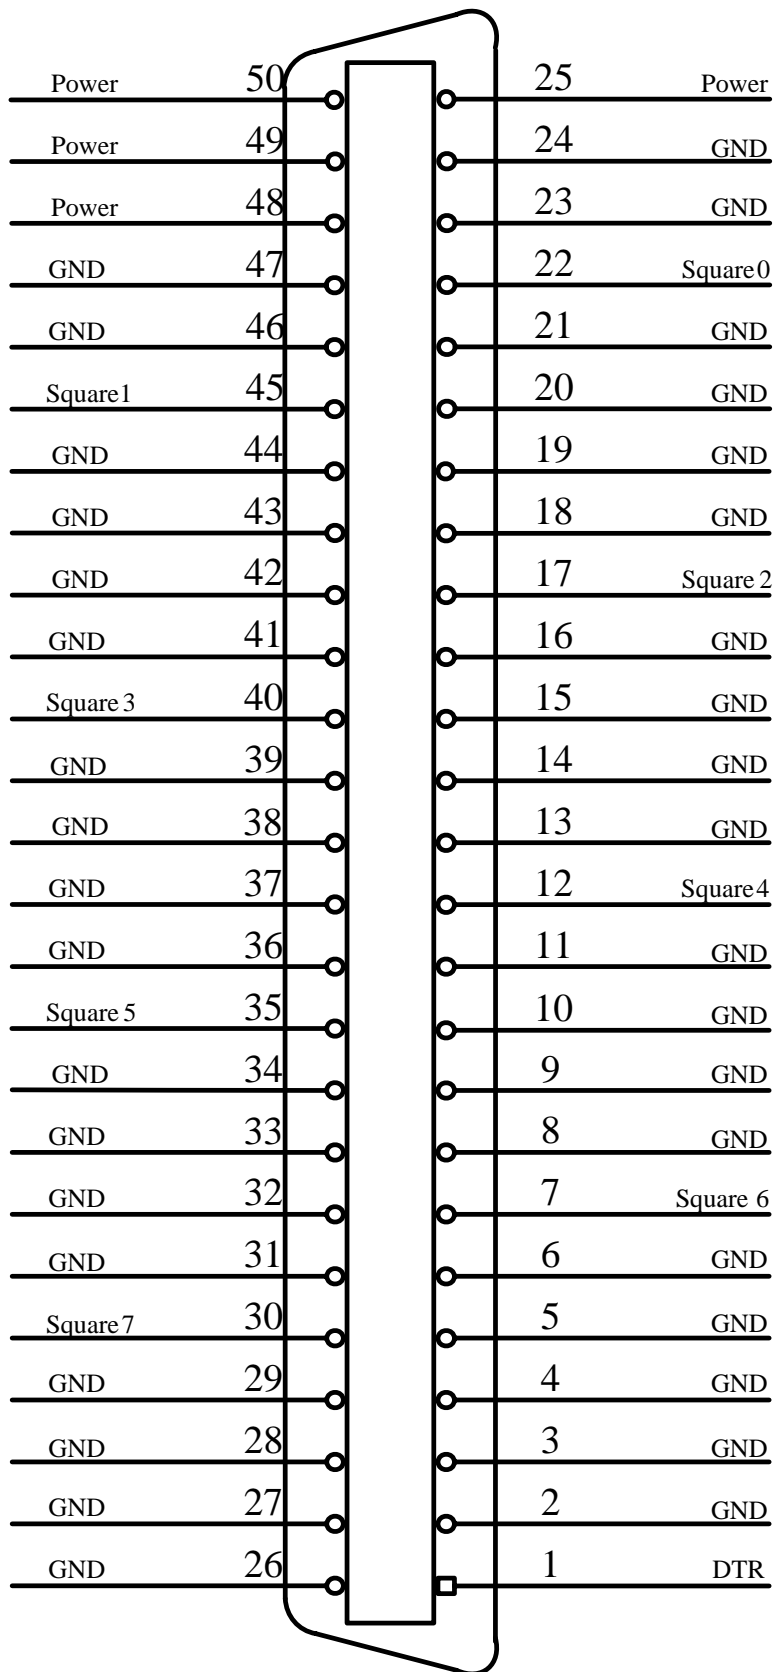 Power 50 25 Power
Power 49 24 GND
Power 48 23 GND
GND 47 22 Square0
GND 46 21 GND
Square1 45 20 GND
GND 44 19 GND
GND 43 18 GND
GND 42 17 Square 2
GND 41 16 GND
Square 3 40 15 GND
GND 39 14 GND
GND 38 13 GND
GND 37 12 Square4
GND 36 11 GND
Square 5 35 10 GND
GND 34 9 GND
GND 33 8 GND
GND 32 7 Square 6
GND 31 6 GND
Square7 30 5 GND
GND 29 4 GND
GND 28 3 GND
GND 27 2 GND
GND 26 1 DTR